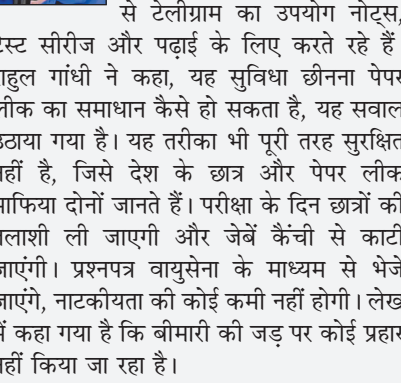 से टेलीग्राम का उपयोग नोट्स,
टेस्ट सीरीज और पढ़ाई के लिए करते रहे हैं
राहुल गांधी ने कहा, यह सुविधा छीनना पेपर
लीक का समाधान कैसे हो सकता है, यह सवाल
उठाया गया है। यह तरीका भी पूरी तरह सुरक्षित
नहीं है, जिसे देश के छात्र और पेपर लीक
माफिया दोनों जानते हैं। परीक्षा के दिन छात्रों की
तलाशी ली जाएगी और जेबें कैंची से काटी
जाएंगी। प्रश्नपत्र वायुसेना के माध्यम से भेजे
जाएंगे, नाटकीयता की कोई कमी नहीं होगी। लेख
में कहा गया है कि बीमारी की जड़ पर कोई प्रहार
नहीं किया जा रहा है।